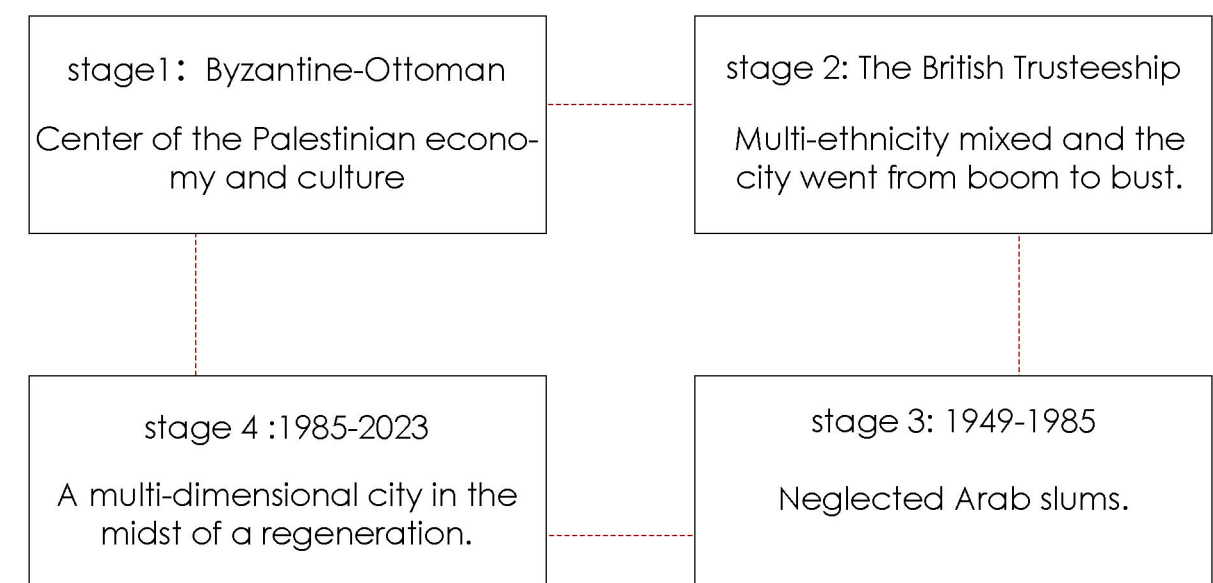 stage1: Byzantine-Ottoman
Center of the Palestinian econo-
my and culture
stage 2: The British Trusteeship
Multi-ethnicity mixed and the
city went from boom to bust.
stage 3: 1949-1985
Neglected Arab slums.
stage 4 :1985-2023
A multi-dimensional city in the
midst of a regeneration.